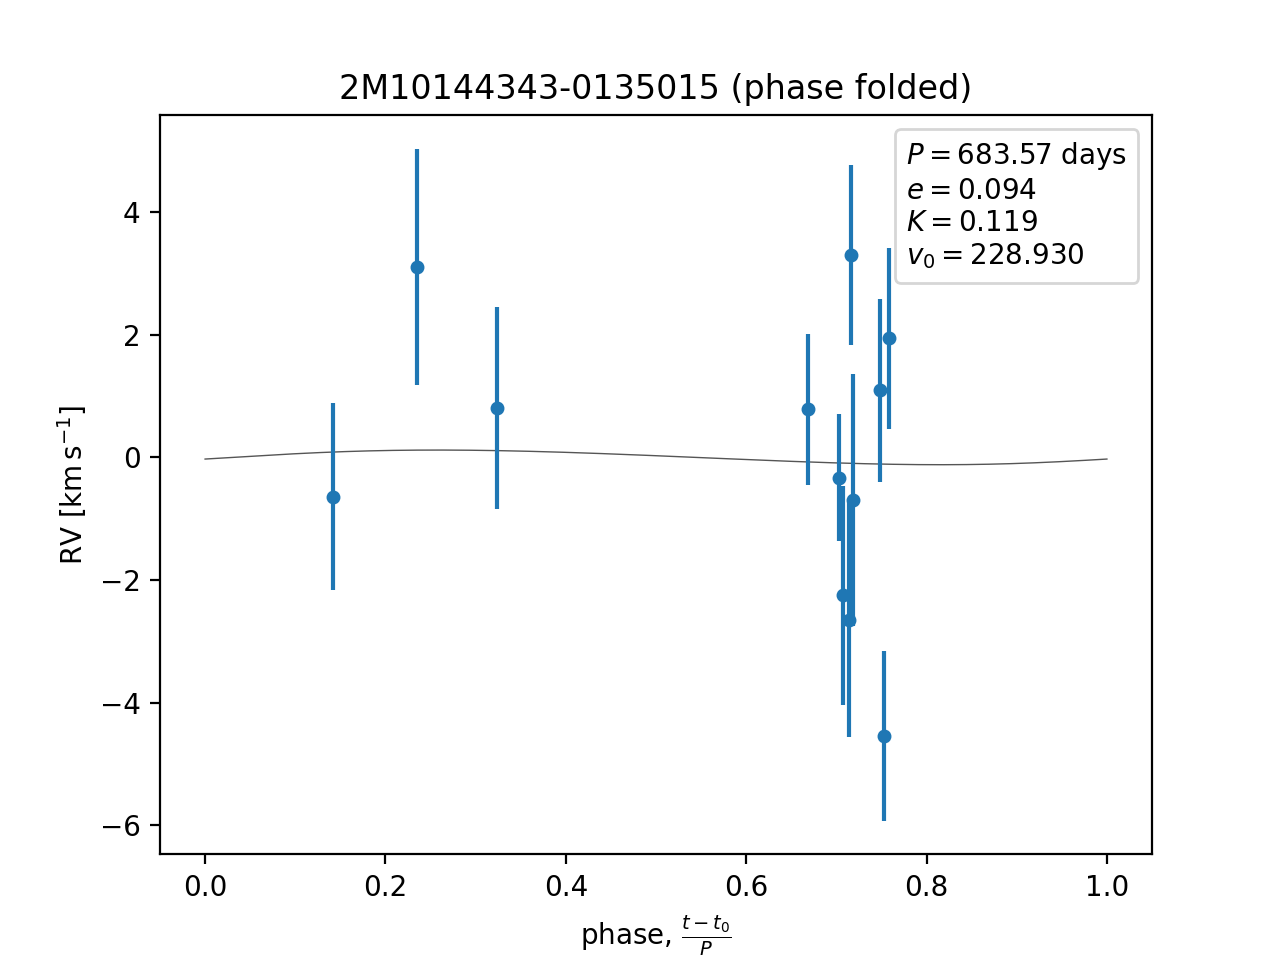 2M10144343-0135015 (phase folded)
P = 683.57 days
e = 0.094
K = 0.119
v₀ = 228.930
4
2
0
−2
−4
−6
RV [km s⁻¹]
0.0 0.2 0.4 0.6 0.8 1.0
phase, (t − t₀)/P